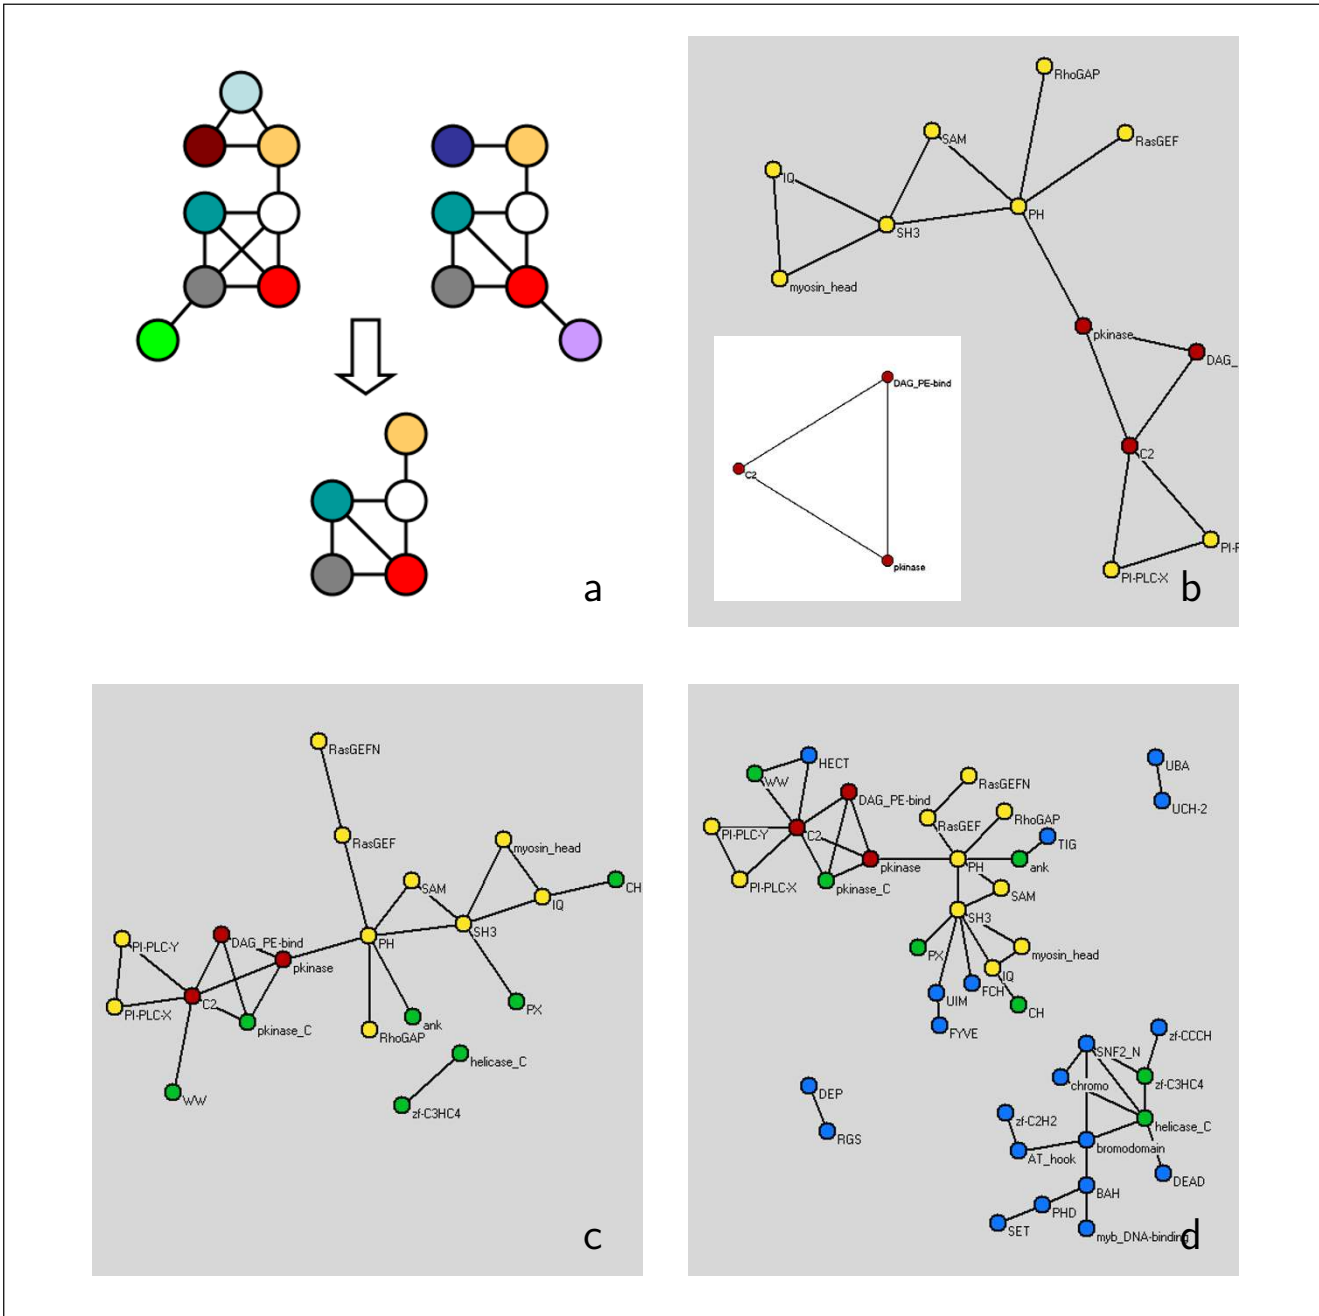 a
RhoGAP
SAM
RasGEF
IQ
PH
SH3
myosin_head
pkinase
DAG_
C2
PI-PLC-X
DAG_PE-bind
C2
pkinase
b
RasGEFN
RasGEF
myosin_head
SAM
CH
IQ
SH3
PI-PLC-Y
DAG_PE-bind
PH
pkinase
C2
PX
PI-PLC-X
pkinase_C
ank
RhoGAP
helicase_C
WW
zf-C3HC4
c
HECT
UBA
WW
RasGEFN
DAG_PE-bind
UCH-2
RhoGAP
RasGEF
PI-PLC-Y
C2
TIG
pkinase
PH
ank
PI-PLC-X
pkinase_C
SAM
SH3
PX
myosin_head
IQ
FCH
UIM
CH
FYVE
zf-CCCH
SNF2_N
chromo
zf-C3HC4
DEP
zf-C2H2
helicase_C
RGS
bromodomain
AT_hook
DEAD
BAH
PHD
SET
myb_DNA-binding
d